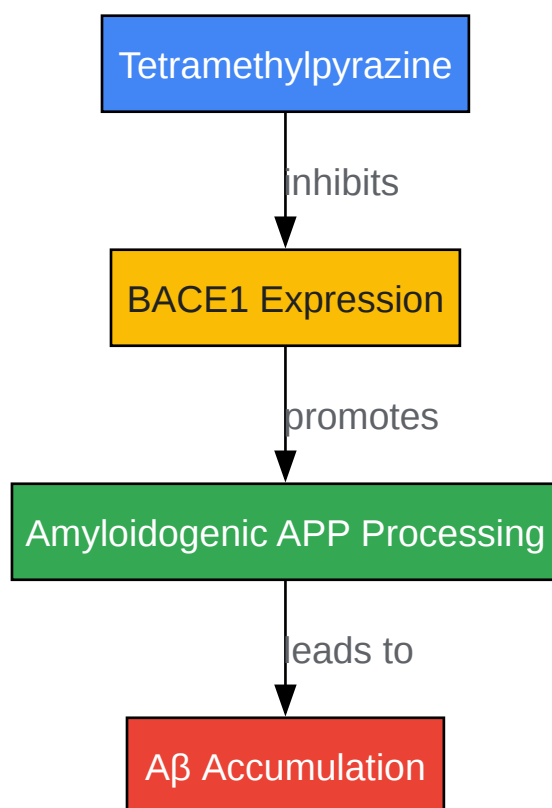 Tetramethylpyrazine
inhibits
BACE1 Expression
promotes
Amyloidogenic APP Processing
leads to
Aβ Accumulation